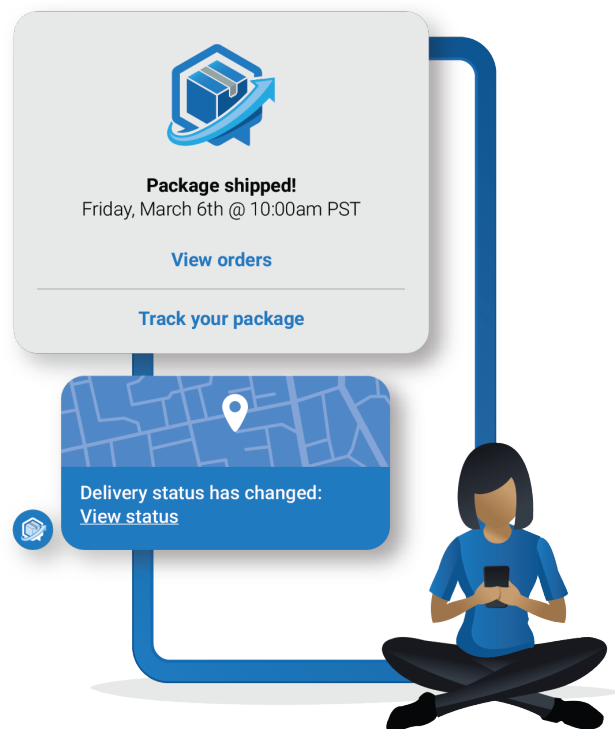 Package shipped!
Friday, March 6th @ 10:00am PST
View orders
Track your package
Delivery status has changed:
View status